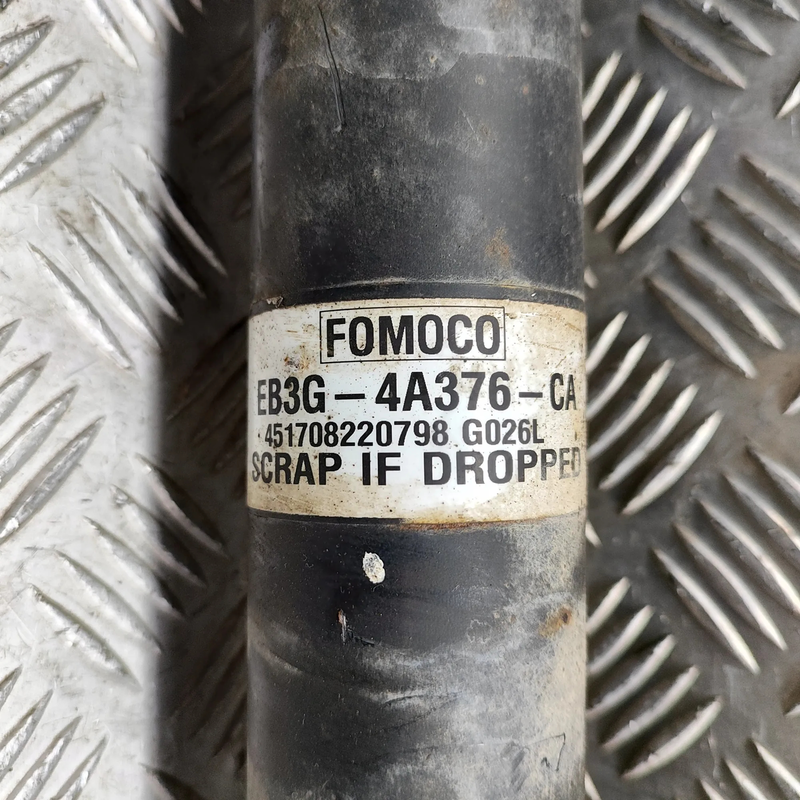 FOMOCO
EB3G-4A376-CA
451708220798 G026L
SCRAP IF DROPPED